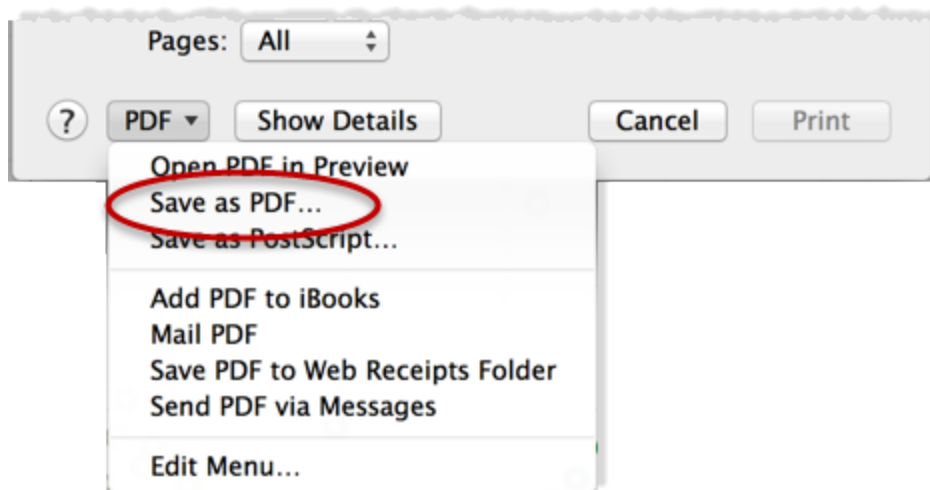 Pages: All
? PDF Show Details Cancel Print
Open PDF in Preview
Save as PDF...
Save as PostScript...
Add PDF to iBooks
Mail PDF
Save PDF to Web Receipts Folder
Send PDF via Messages
Edit Menu...